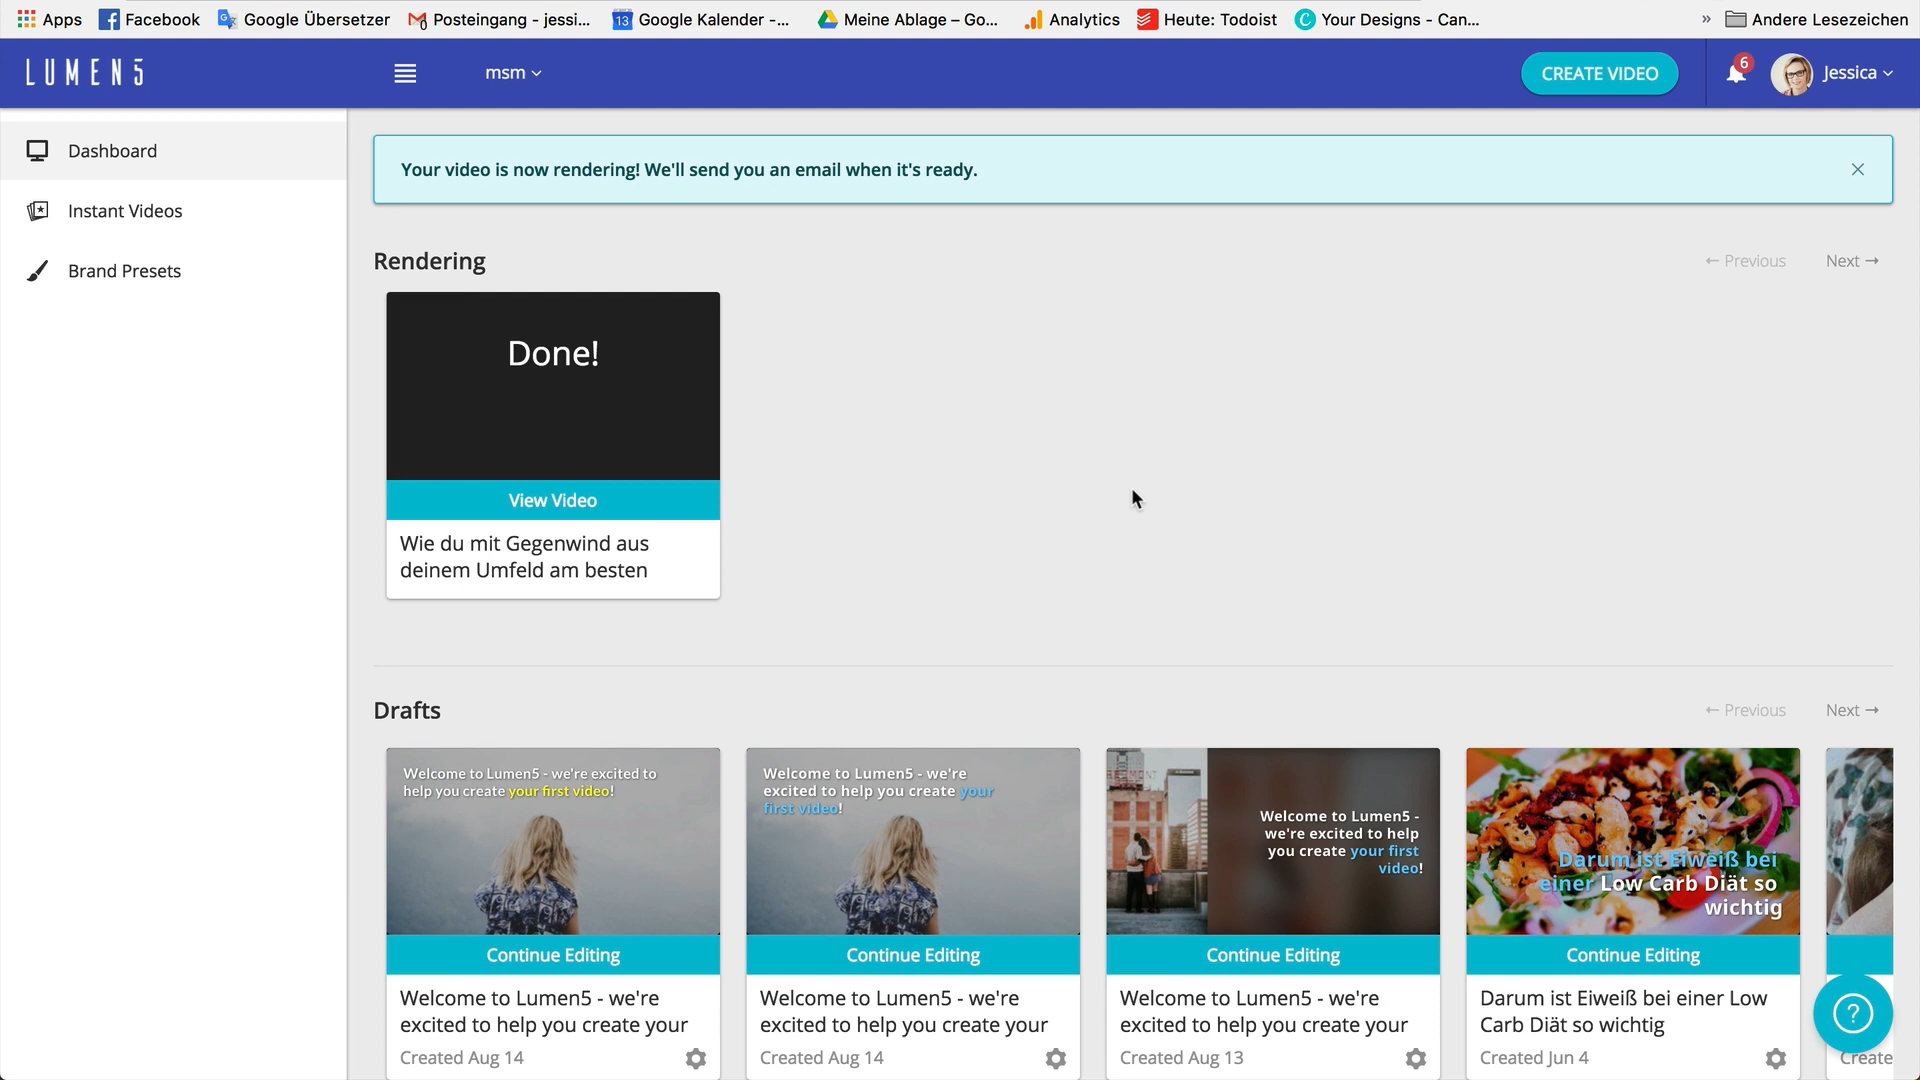 Apps Facebook Google Übersetzer Posteingang - jessi... 13 Google Kalender -... Meine Ablage – Go... Analytics Heute: Todoist Your Designs - Can... » Andere Lesezeichen
LUMEN5 msm CREATE VIDEO 6 Jessica
Dashboard
Instant Videos
Brand Presets
Your video is now rendering! We'll send you an email when it's ready.
Rendering ← Previous Next →
Done!
View Video
Wie du mit Gegenwind aus
deinem Umfeld am besten
Drafts ← Previous Next →
Welcome to Lumen5 - we're excited to
help you create your first video!
Continue Editing
Welcome to Lumen5 - we're
excited to help you create your
Created Aug 14
Welcome to Lumen5 - we're
excited to help you create your
first video!
Continue Editing
Welcome to Lumen5 - we're
excited to help you create your
Created Aug 14
Welcome to Lumen5 -
we're excited to help
you create your first
video!
Continue Editing
Welcome to Lumen5 - we're
excited to help you create your
Created Aug 13
Darum ist Eiweiß bei
einer Low Carb Diät so
wichtig
Continue Editing
Darum ist Eiweiß bei einer Low
Carb Diät so wichtig
Created Jun 4
Create
?